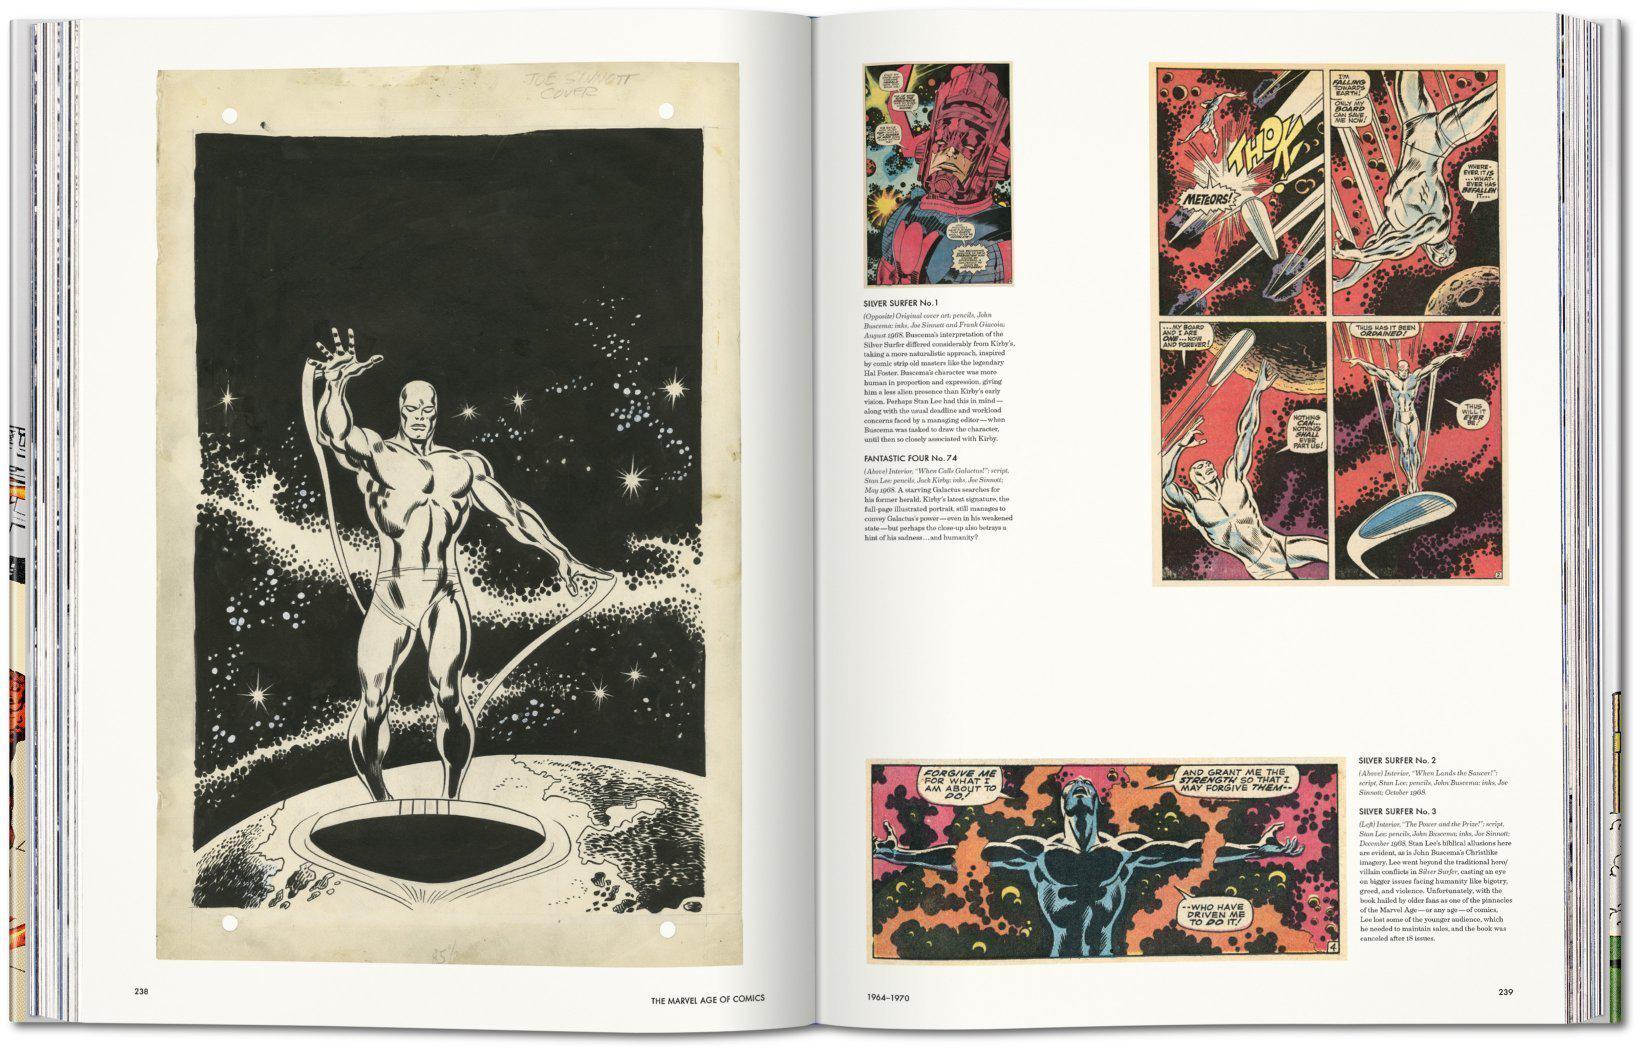 JOE SINNOTT
COVER
238
THE MARVEL AGE OF COMICS
SILVER SURFER No. 1
(Opposite) Original cover art; pencils, John
Buscema; inks, Joe Sinnott and Frank Giacoia;
August 1968. Buscema's interpretation of the
Silver Surfer differed considerably from Kirby's,
taking a more naturalistic approach, inspired
by comic strip old masters like the legendary
Hal Foster. Buscema's character was more
human in proportion and expression, giving
him a less alien presence than Kirby's early
vision. Perhaps Stan Lee had this in mind—
along with the usual deadline and workload
concerns faced by a managing editor—when
Buscema was tasked to draw the character,
until then so closely associated with Kirby.
FANTASTIC FOUR No. 74
(Above) Interior, "When Calls Galactus!"; script,
Stan Lee; pencils, Jack Kirby; inks, Joe Sinnott;
May 1968. A starving Galactus searches for
his former herald. Kirby's latest signature, the
full-page illustrated portrait, still manages to
convey Galactus's power—even in his weakened
state—but perhaps the close-up also betrays a
hint of his sadness...and humanity?
THOK!
METEORS!
I'M
FALLING
TOWARDS
EARTH!
ONLY MY
BOARD
CAN SAVE
ME NOW!
WHERE-
EVER IT IS
...WHAT-
EVER HAS
BEFALLEN
IT...
...MY BOARD
AND I ARE
ONE...NOW
AND FOREVER!
NOTHING
CAN--
NOTHING
SHALL
EVER
PART US!
THUS HAS IT BEEN
ORDAINED!
THUS
WILL IT
EVER
BE!
2
FORGIVE ME
FOR WHAT I
AM ABOUT TO
DO!
AND GRANT ME THE
STRENGTH SO THAT I
MAY FORGIVE THEM--
--WHO HAVE
DRIVEN ME
TO DO IT!
4
SILVER SURFER No. 2
(Above) Interior, "When Lands the Saucer!";
script, Stan Lee; pencils, John Buscema; inks, Joe
Sinnott; October 1968.
SILVER SURFER No. 3
(Left) Interior, "The Power and the Prize!"; script,
Stan Lee; pencils, John Buscema; inks, Joe Sinnott;
December 1968. Stan Lee's biblical allusions here
are evident, as is John Buscema's Christlike
imagery. Lee went beyond the traditional hero/
villain conflicts in Silver Surfer, casting an eye
on bigger issues facing humanity like bigotry,
greed, and violence. Unfortunately, with the
book hailed by older fans as one of the pinnacles
of the Marvel Age—or any age—of comics,
Lee lost some of the younger audience, which
he needed to maintain sales, and the book was
canceled after 18 issues.
1964–1970
239